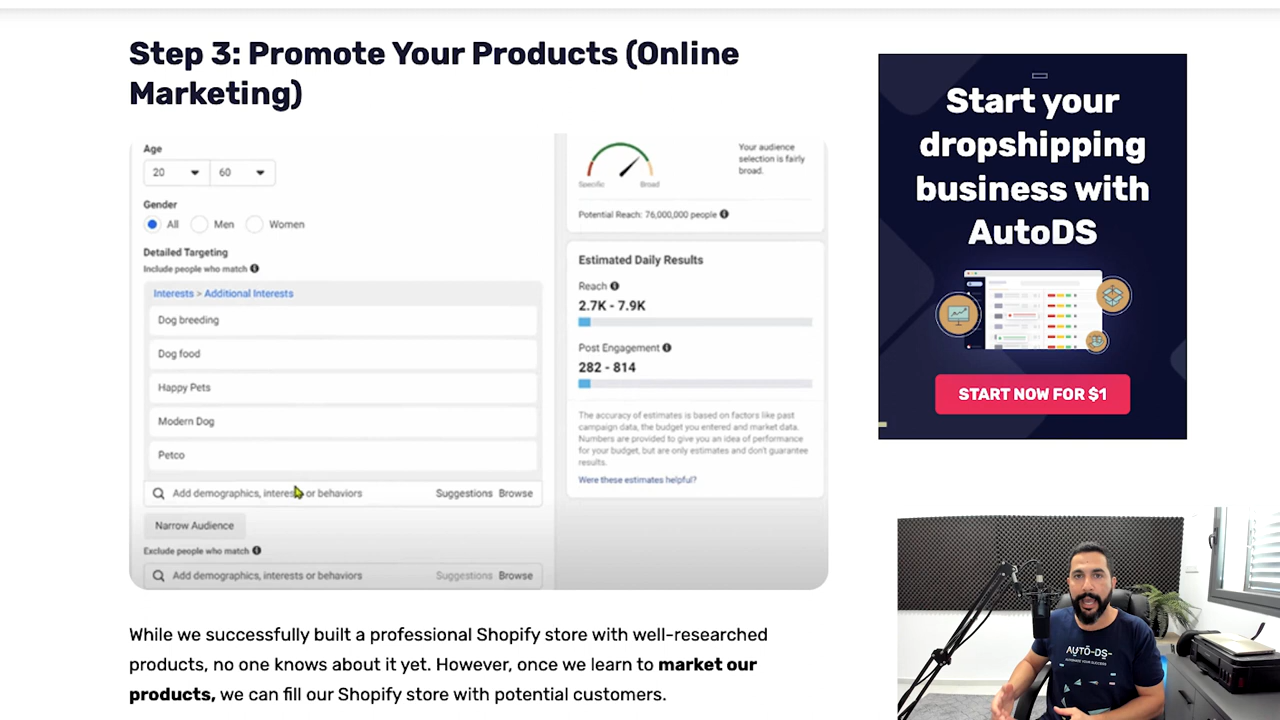 Step 3: Promote Your Products (Online
Marketing)
Age
20
60
Gender
All
Men
Women
Detailed Targeting
Include people who match
Interests > Additional Interests
Dog breeding
Dog food
Happy Pets
Modern Dog
Petco
Add demographics, interests or behaviors
Suggestions
Browse
Narrow Audience
Exclude people who match
Add demographics, interests or behaviors
Suggestions
Browse
Specific
Broad
Your audience
selection is fairly
broad.
Potential Reach: 76,000,000 people
Estimated Daily Results
Reach
2.7K - 7.9K
Post Engagement
282 - 814
The accuracy of estimates is based on factors like past
campaign data, the budget you entered and market data.
Numbers are provided to give you an idea of performance
for your budget, but are only estimates and don't guarantee
results.
Were these estimates helpful?
While we successfully built a professional Shopify store with well-researched
products, no one knows about it yet. However, once we learn to market our
products, we can fill our Shopify store with potential customers.
Start your
dropshipping
business with
AutoDS
START NOW FOR $1
AUTO-DS-
AUTOMATE YOUR SUCCESS